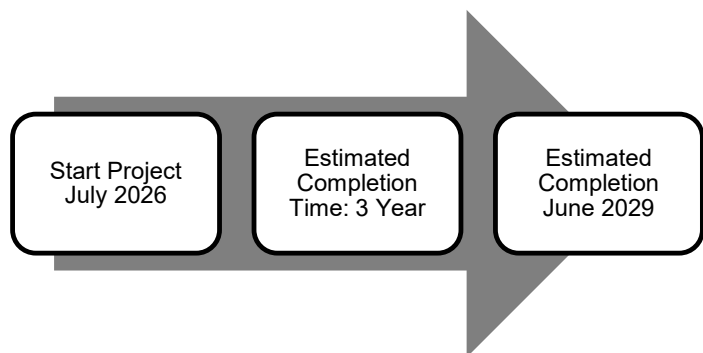 Start Project
July 2026
Estimated
Completion
Time: 3 Year
Estimated
Completion
June 2029